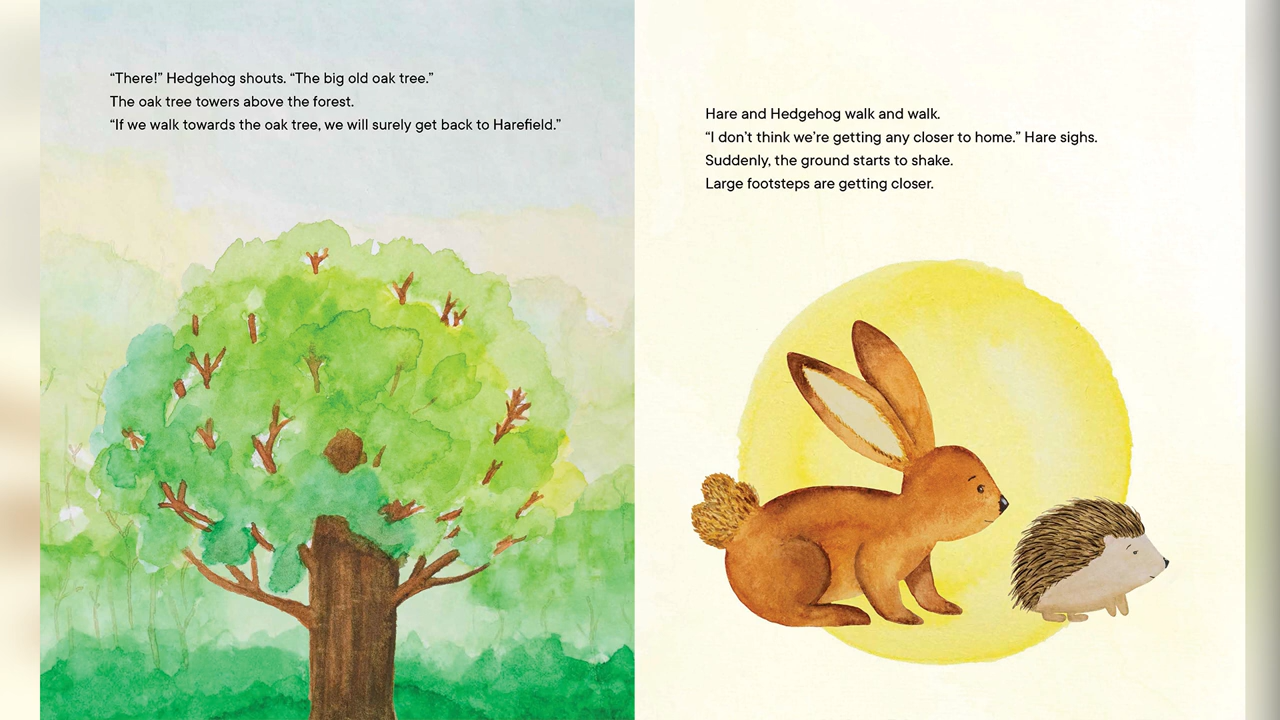 “There!” Hedgehog shouts. “The big old oak tree.”
The oak tree towers above the forest.
“If we walk towards the oak tree, we will surely get back to Harefield.”
Hare and Hedgehog walk and walk.
“I don’t think we’re getting any closer to home.” Hare sighs.
Suddenly, the ground starts to shake.
Large footsteps are getting closer.